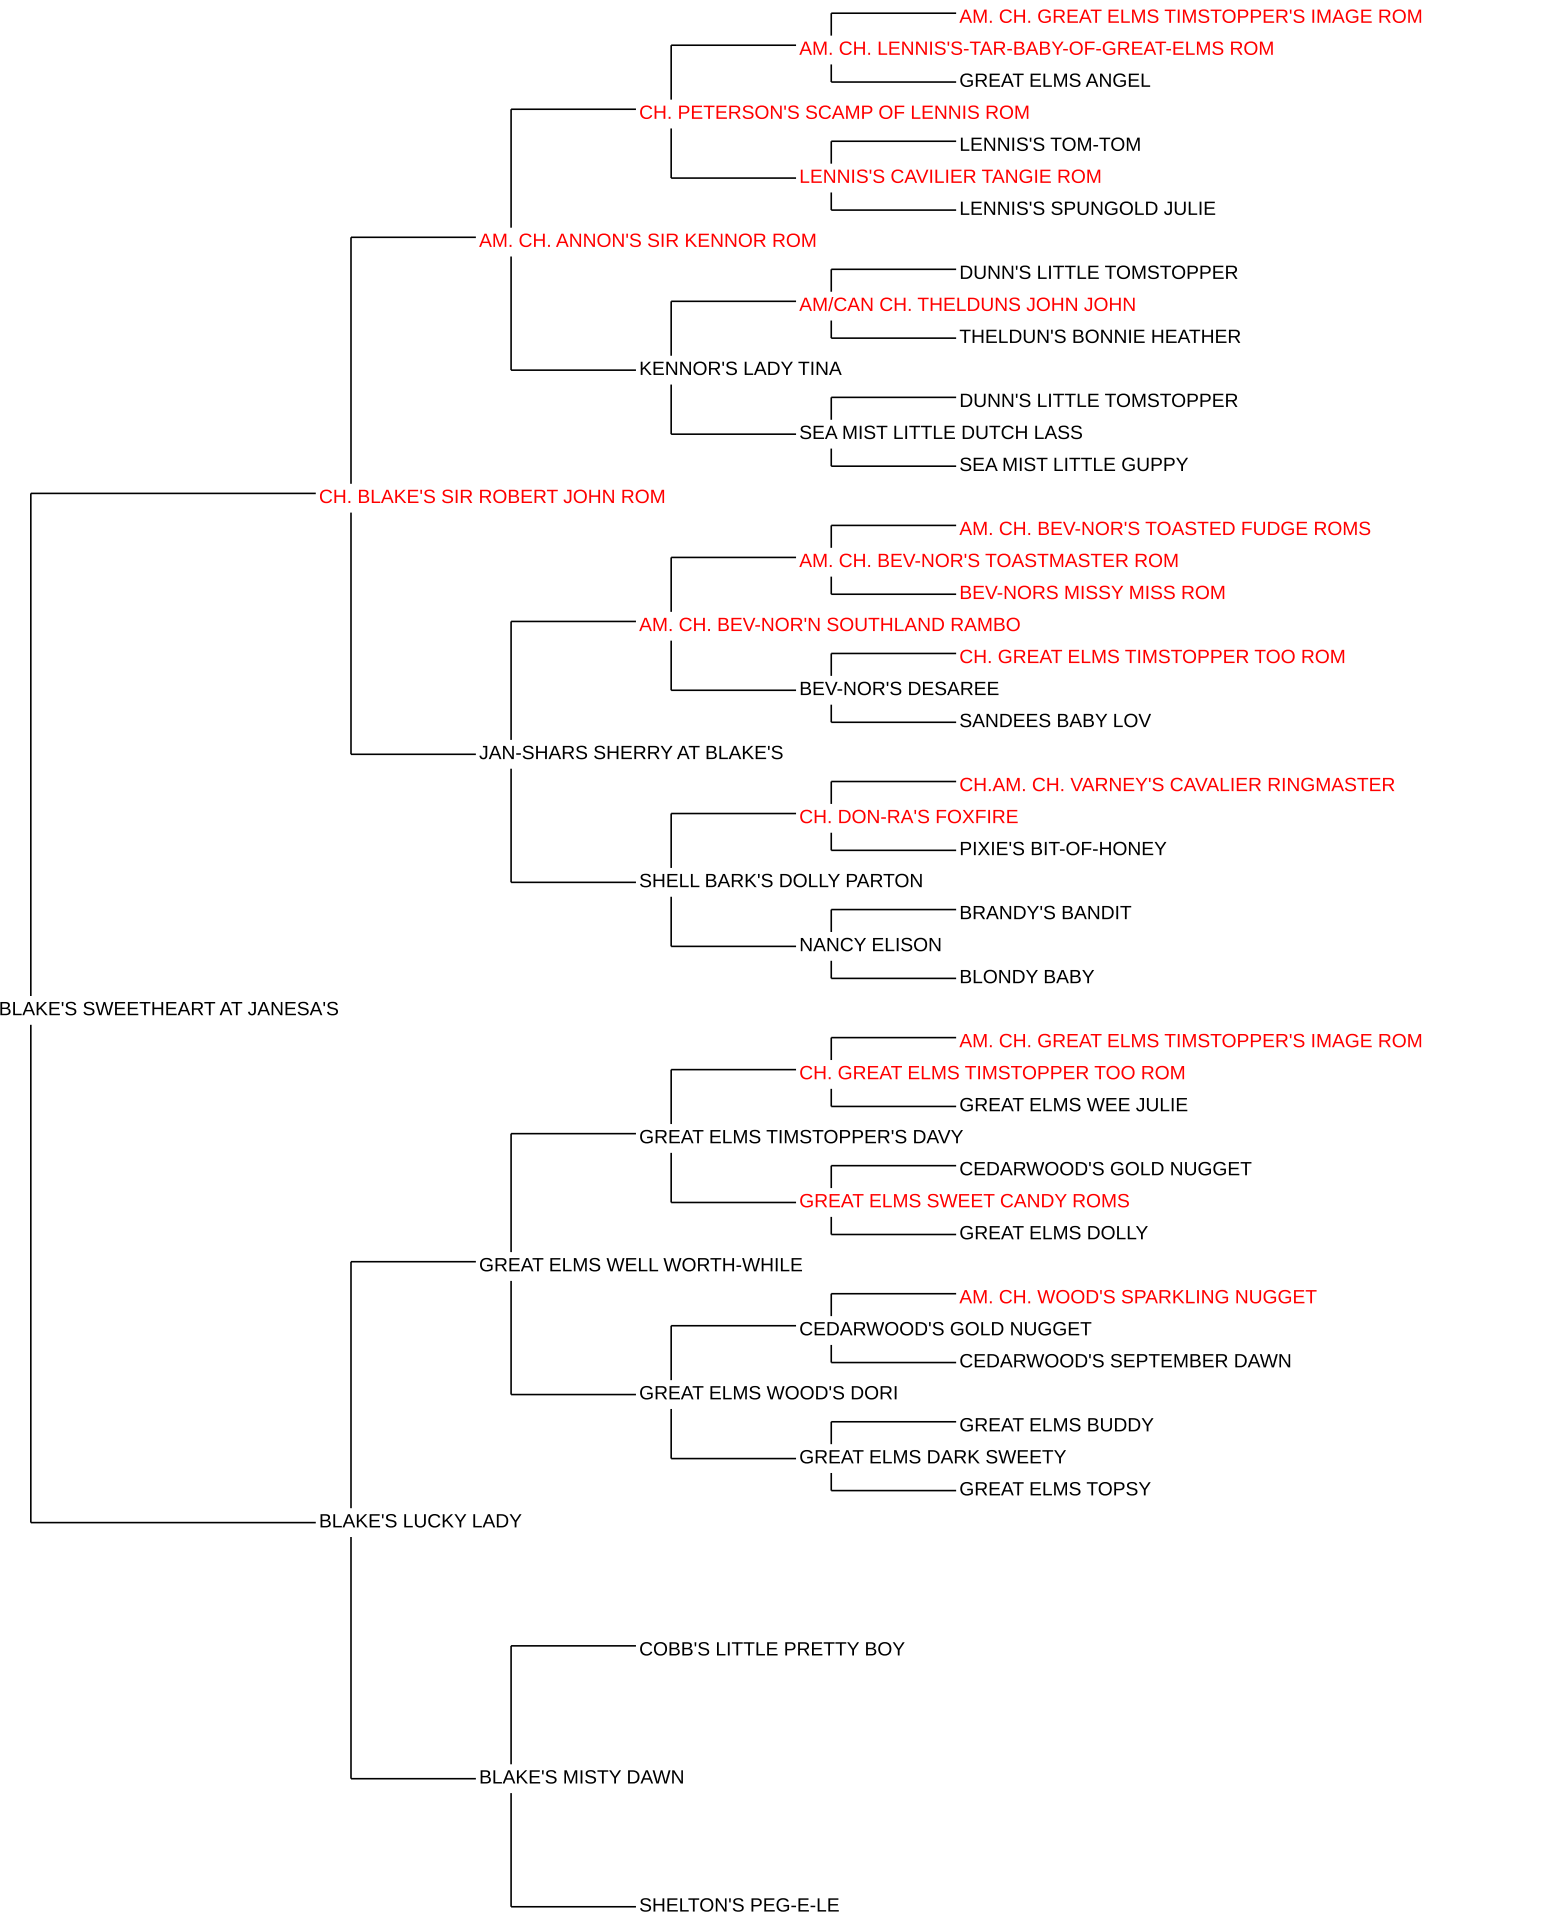 AM. CH. GREAT ELMS TIMSTOPPER'S IMAGE ROM
AM. CH. LENNIS'S-TAR-BABY-OF-GREAT-ELMS ROM
GREAT ELMS ANGEL
CH. PETERSON'S SCAMP OF LENNIS ROM
LENNIS'S TOM-TOM
LENNIS'S CAVILIER TANGIE ROM
LENNIS'S SPUNGOLD JULIE
AM. CH. ANNON'S SIR KENNOR ROM
DUNN'S LITTLE TOMSTOPPER
AM/CAN CH. THELDUNS JOHN JOHN
THELDUN'S BONNIE HEATHER
KENNOR'S LADY TINA
DUNN'S LITTLE TOMSTOPPER
SEA MIST LITTLE DUTCH LASS
SEA MIST LITTLE GUPPY
CH. BLAKE'S SIR ROBERT JOHN ROM
AM. CH. BEV-NOR'S TOASTED FUDGE ROMS
AM. CH. BEV-NOR'S TOASTMASTER ROM
BEV-NORS MISSY MISS ROM
AM. CH. BEV-NOR'N SOUTHLAND RAMBO
CH. GREAT ELMS TIMSTOPPER TOO ROM
BEV-NOR'S DESAREE
SANDEES BABY LOV
JAN-SHARS SHERRY AT BLAKE'S
CH.AM. CH. VARNEY'S CAVALIER RINGMASTER
CH. DON-RA'S FOXFIRE
PIXIE'S BIT-OF-HONEY
SHELL BARK'S DOLLY PARTON
BRANDY'S BANDIT
NANCY ELISON
BLONDY BABY
BLAKE'S SWEETHEART AT JANESA'S
AM. CH. GREAT ELMS TIMSTOPPER'S IMAGE ROM
CH. GREAT ELMS TIMSTOPPER TOO ROM
GREAT ELMS WEE JULIE
GREAT ELMS TIMSTOPPER'S DAVY
CEDARWOOD'S GOLD NUGGET
GREAT ELMS SWEET CANDY ROMS
GREAT ELMS DOLLY
GREAT ELMS WELL WORTH-WHILE
AM. CH. WOOD'S SPARKLING NUGGET
CEDARWOOD'S GOLD NUGGET
CEDARWOOD'S SEPTEMBER DAWN
GREAT ELMS WOOD'S DORI
GREAT ELMS BUDDY
GREAT ELMS DARK SWEETY
GREAT ELMS TOPSY
BLAKE'S LUCKY LADY
COBB'S LITTLE PRETTY BOY
BLAKE'S MISTY DAWN
SHELTON'S PEG-E-LE